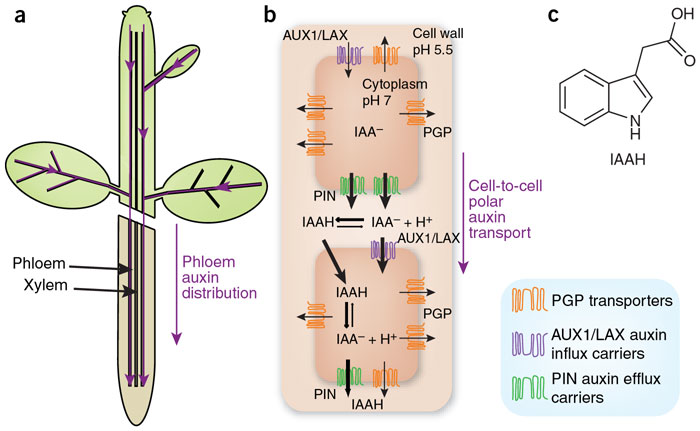 a
Phloem
Xylem
Phloem
auxin
distribution
b
AUX1/LAX
Cell wall
pH 5.5
Cytoplasm
pH 7
IAA⁻
PGP
PIN
IAAH
IAA⁻ + H⁺
AUX1/LAX
IAAH
PGP
IAA⁻ + H⁺
PIN
IAAH
Cell-to-cell
polar
auxin
transport
c
OH
O
N
H
IAAH
PGP transporters
AUX1/LAX auxin
influx carriers
PIN auxin efflux
carriers